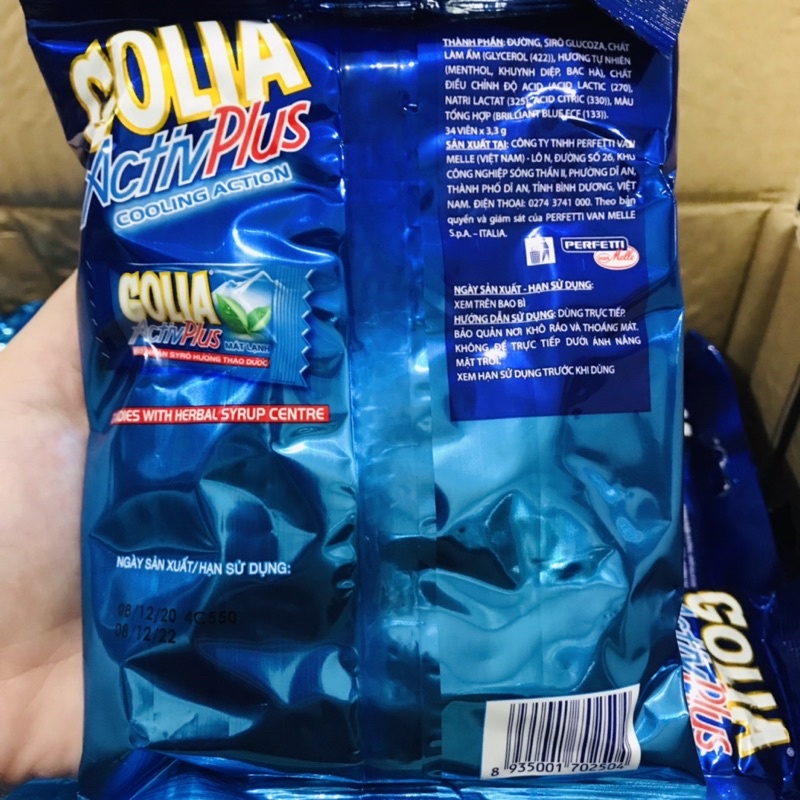 GOLIA
ActivPlus
COOLING ACTION
GOLIA
ActivPlus
MÁT LẠNH
SYRÔ HƯƠNG THẢO DƯỢC
DIES WITH HERBAL SYRUP CENTRE
NGÀY SẢN XUẤT/HẠN SỬ DỤNG:
06/12/20 4C550
06/12/22
THÀNH PHẦN: ĐƯỜNG, SIRÔ GLUCOZA, CHẤT
LÀM ẨM (GLYCEROL (422)), HƯƠNG TỰ NHIÊN
(MENTHOL, KHUYNH DIỆP, BẠC HÀ), CHẤT
ĐIỀU CHỈNH ĐỘ ACID (ACID LACTIC (270),
NATRI LACTAT (325), ACID CITRIC (330)), MÀU
TỔNG HỢP (BRILLIANT BLUE FCF (133)).
34 VIÊN x 3,3 g
SẢN XUẤT TẠI: CÔNG TY TNHH PERFETTI VAN
MELLE (VIỆT NAM) - LÔ N, ĐƯỜNG SỐ 26, KHU
CÔNG NGHIỆP SÓNG THẦN II, PHƯỜNG DĨ AN,
THÀNH PHỐ DĨ AN, TỈNH BÌNH DƯƠNG, VIỆT
NAM. ĐIỆN THOẠI: 0274 3741 000. Theo bản
quyền và giám sát của PERFETTI VAN MELLE
S.p.A. – ITALIA.
PERFETTI
Van Melle
NGÀY SẢN XUẤT - HẠN SỬ DỤNG:
XEM TRÊN BAO BÌ
HƯỚNG DẪN SỬ DỤNG: DÙNG TRỰC TIẾP.
BẢO QUẢN NƠI KHÔ RÁO VÀ THOÁNG MÁT.
KHÔNG ĐỂ TRỰC TIẾP DƯỚI ÁNH NẮNG
MẶT TRỜI.
XEM HẠN SỬ DỤNG TRƯỚC KHI DÙNG
8 935001 702504
GOLIA
ActivPlus